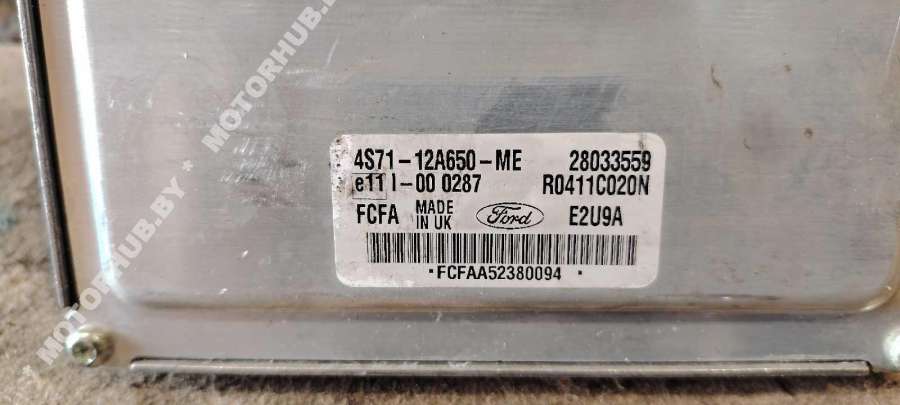 4S71-12A650-ME 28033559
e11 I-00 0287 R0411C020N
FCFA MADE IN UK Ford E2U9A
*FCFAA52380094*
* MOTORHUB.BY * MOTORHUB.BY